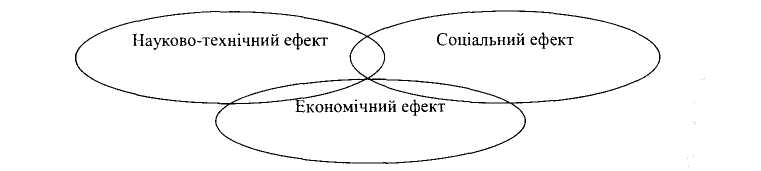 Науково-технічний ефект
Соціальний ефект
Економічний ефект